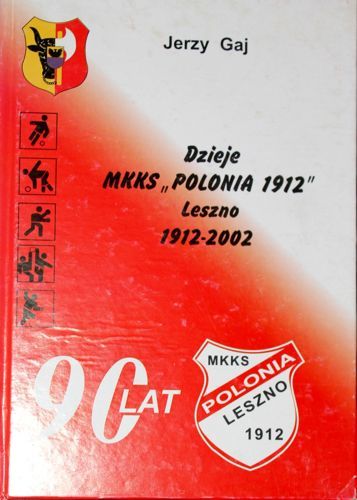 Jerzy Gaj
Dzieje
MKKS „POLONIA 1912”
Leszno
1912-2002
90 LAT
MKKS
POLONIA
LESZNO
1912